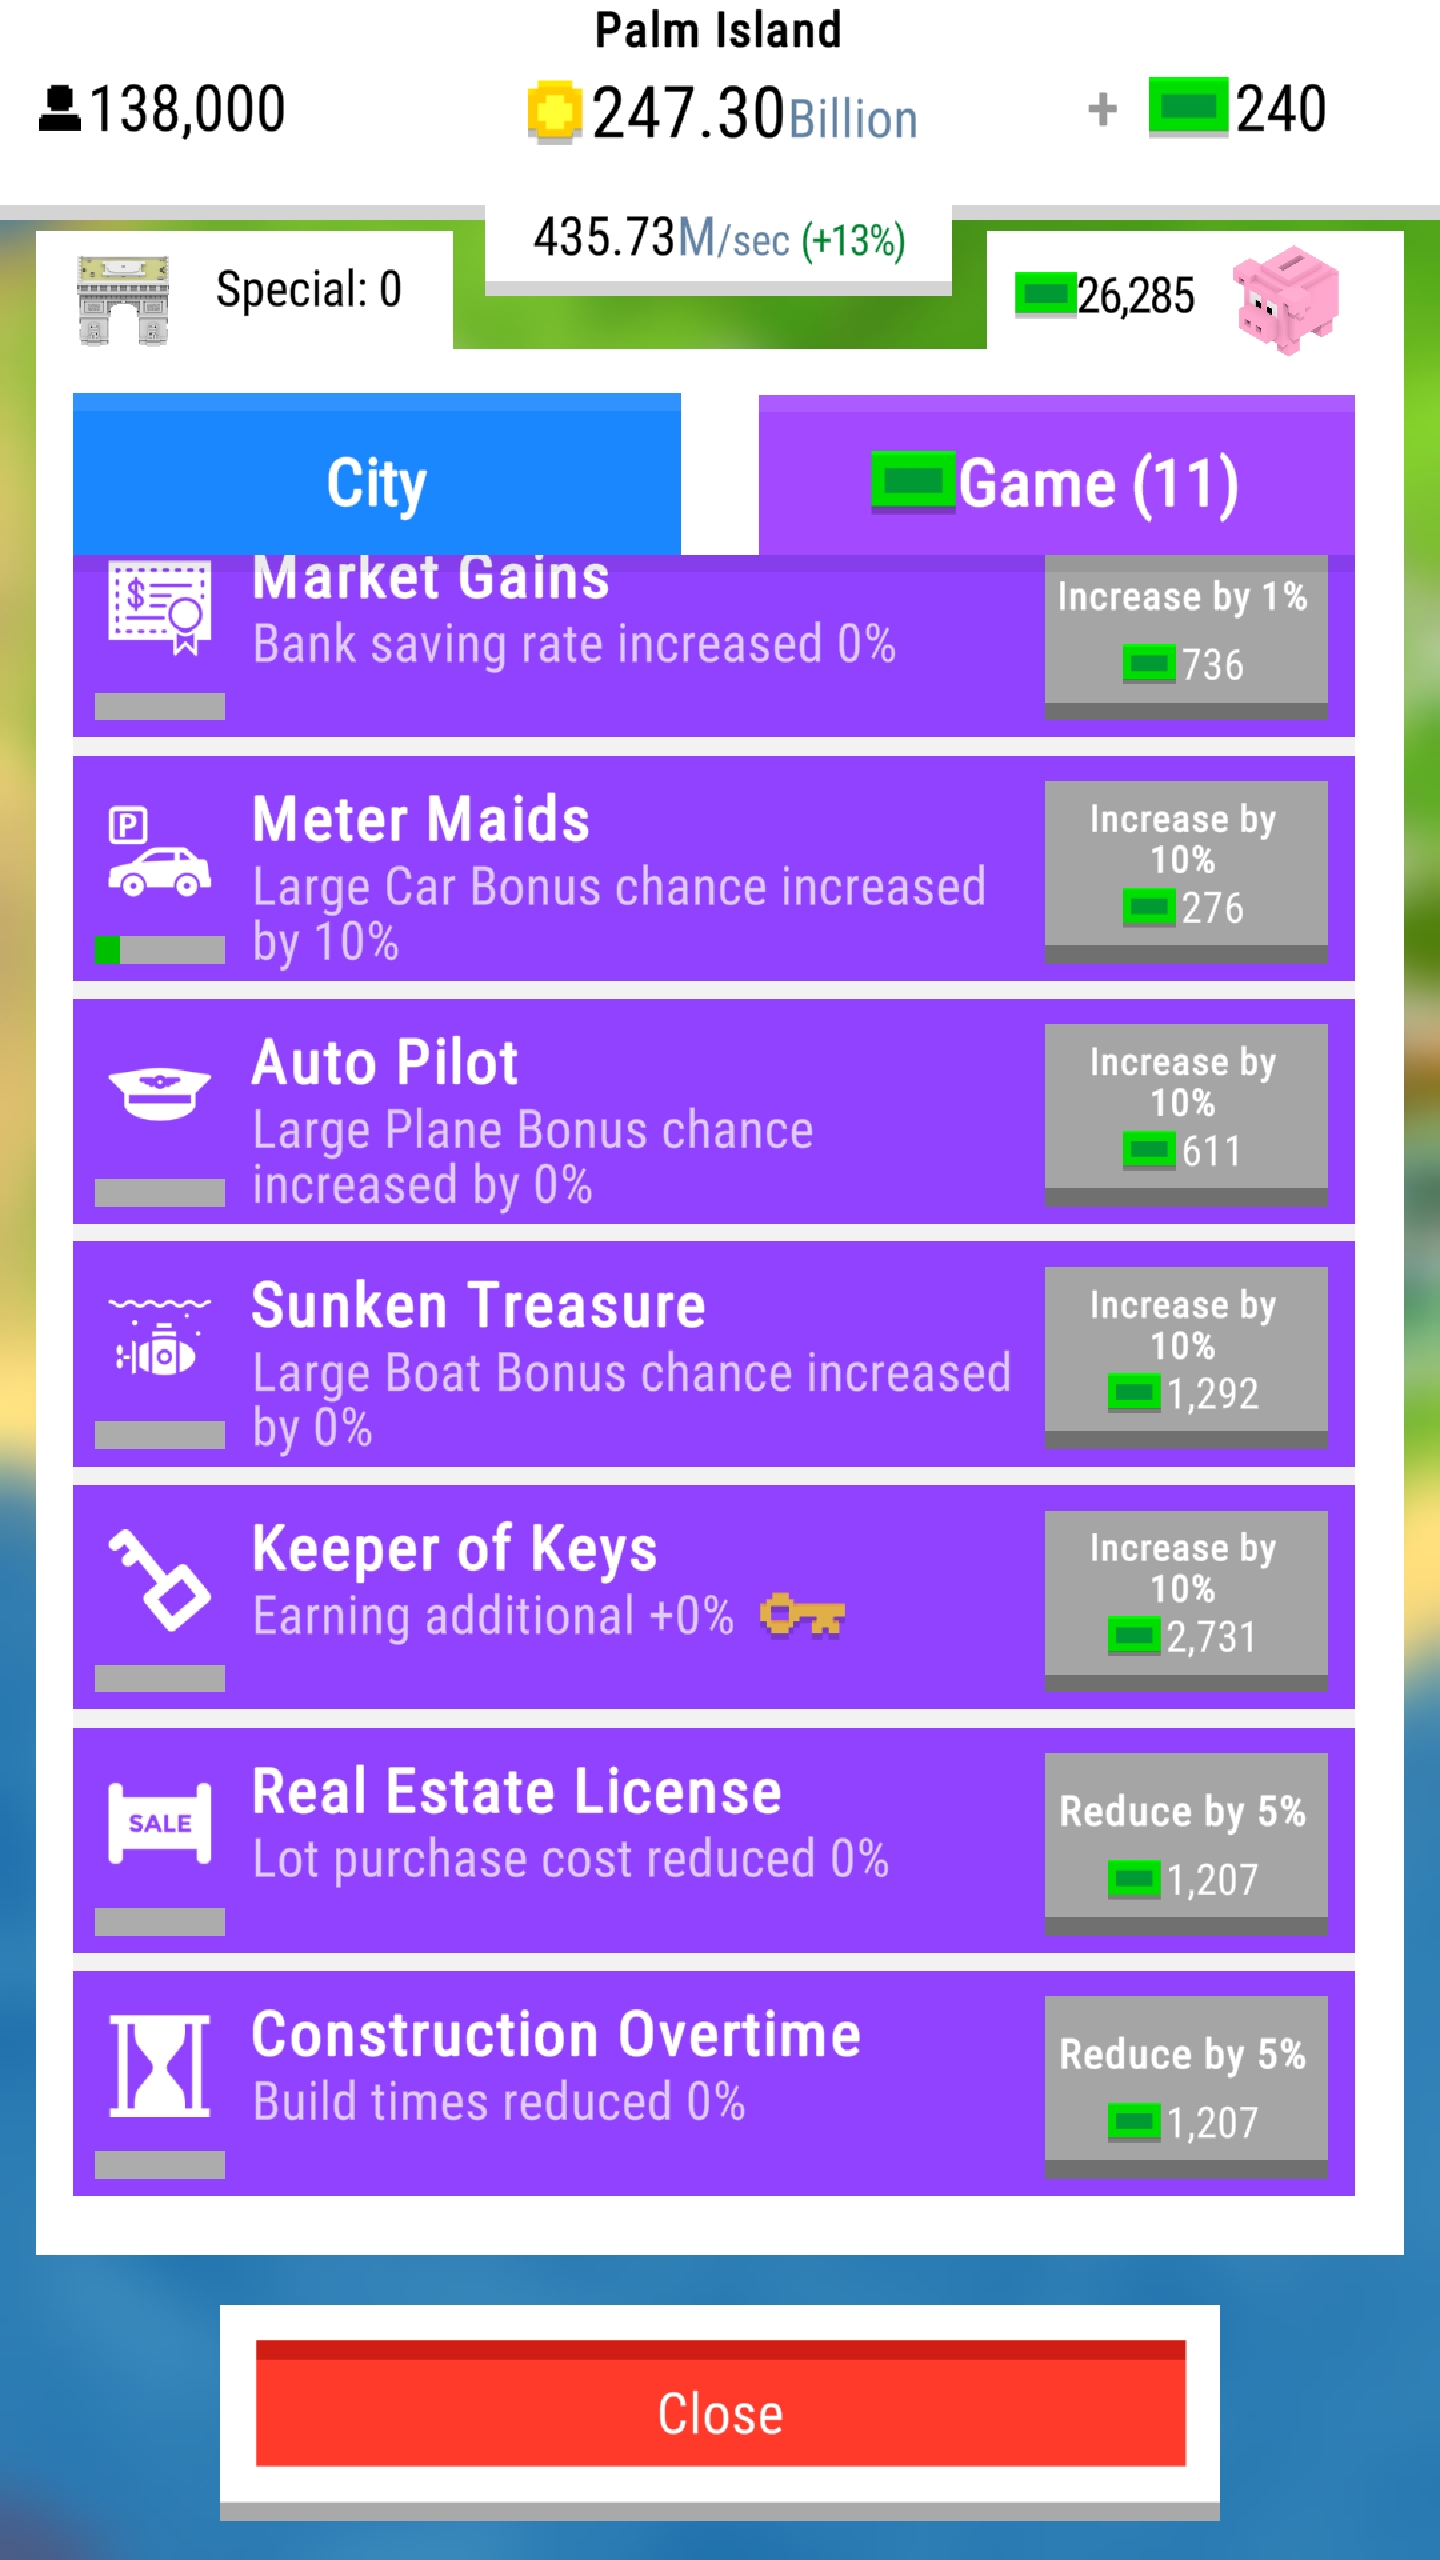 Palm Island
138,000
247.30Billion
+ 240
435.73M/sec (+13%)
Special: 0
26,285
City
Game (11)
Market Gains
Bank saving rate increased 0%
Increase by 1%
736
P
Meter Maids
Large Car Bonus chance increased
by 10%
Increase by
10%
276
Auto Pilot
Large Plane Bonus chance
increased by 0%
Increase by
10%
611
Sunken Treasure
Large Boat Bonus chance increased
by 0%
Increase by
10%
1,292
Keeper of Keys
Earning additional +0%
Increase by
10%
2,731
SALE
Real Estate License
Lot purchase cost reduced 0%
Reduce by 5%
1,207
Construction Overtime
Build times reduced 0%
Reduce by 5%
1,207
Close